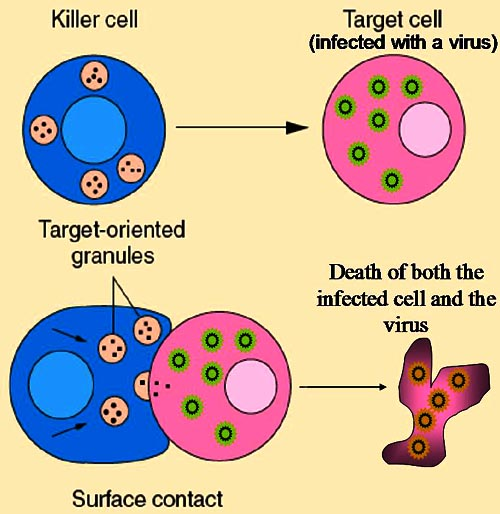 Killer cell
Target cell
(infected with a virus)
Target-oriented
granules
Death of both the
infected cell and the
virus
Surface contact